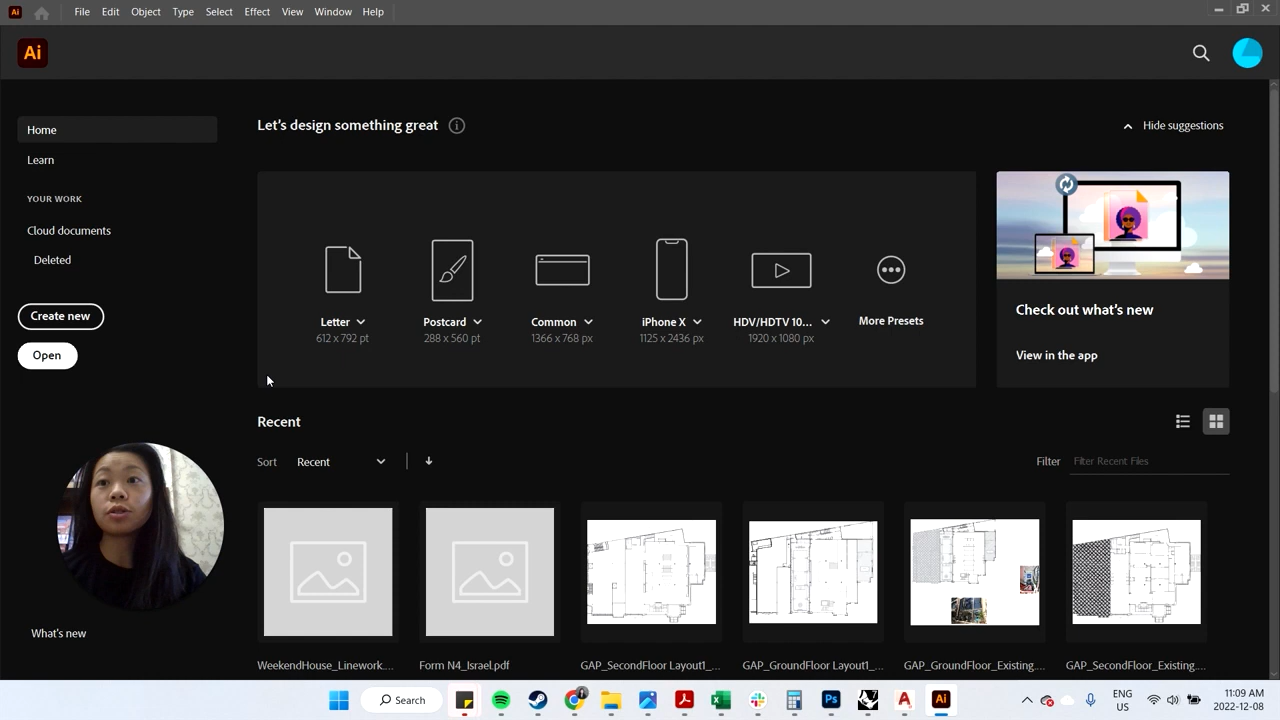 Ai File Edit Object Type Select Effect View Window Help
Ai
Home
Learn
YOUR WORK
Cloud documents
Deleted
Create new
Open
What's new
Let's design something great
Hide suggestions
Letter
612 x 792 pt
Postcard
288 x 560 pt
Common
1366 x 768 px
iPhone X
1125 x 2436 px
HDV/HDTV 10...
1920 x 1080 px
More Presets
Check out what's new
View in the app
Recent
Sort Recent
Filter Filter Recent Files
WeekendHouse_Linework....
Form N4_Israel.pdf
GAP_SecondFloor Layout1_...
GAP_GroundFloor Layout1_...
GAP_GroundFloor_Existing....
GAP_SecondFloor_Existing....
Search
Ps
A
Ai
ENG
US
11:09 AM
2022-12-08